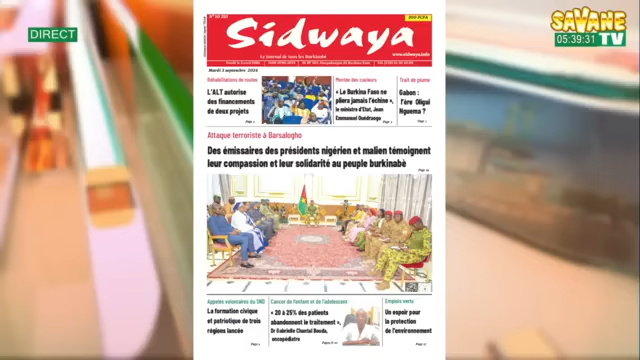 DIRECT
SAVANE
TV
05:39:31
Sidwaya
Le Journal de tous les Burkinabè
www.sidwaya.info
Mardi 3 septembre 2024
Réhabilitations de routes
L'ALT autorise
des financements
de deux projets
Montée des couleurs
« Le Burkina Faso ne
pliera jamais l'échine »,
le ministre d'Etat, Jean
Emmanuel Ouédraogo
Trait de plume
Gabon :
l'ère Oligui
Nguema ?
Attaque terroriste à Barsalogho
Des émissaires des présidents nigérien et malien témoignent
leur compassion et leur solidarité au peuple burkinabè
Appelés volontaires du SND
La formation civique
et patriotique de trois
régions lancée
Cancer de l'enfant et de l'adolescent
« 20 à 25% des patients
abandonnent le traitement »,
Dr Gabrielle Chantal Bouda,
oncopédiatre
Emplois verts
Un espoir pour
la protection
de l'environnement